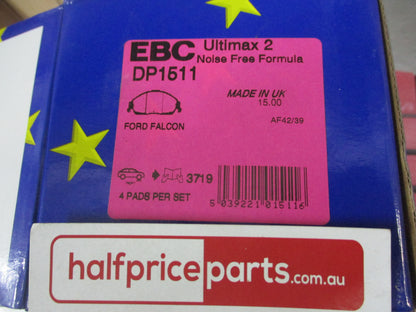 EBC Ultimax 2
Noise Free Formula
DP1511
MADE IN UK
15.00
FORD FALCON
AF42/39
3719
4 PADS PER SET
5 039221 015116
halfpriceparts.com.au